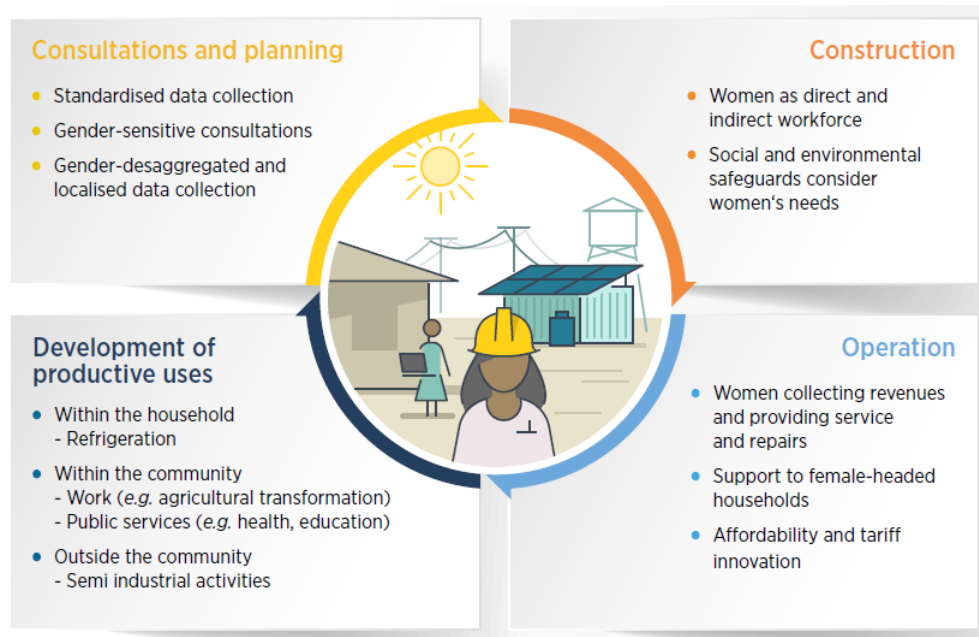 Consultations and planning
• Standardised data collection
• Gender-sensitive consultations
• Gender-desaggregated and
localised data collection
Construction
• Women as direct and
indirect workforce
• Social and environmental
safeguards consider
women‘s needs
Development of
productive uses
• Within the household
- Refrigeration
• Within the community
- Work (e.g. agricultural transformation)
- Public services (e.g. health, education)
• Outside the community
- Semi industrial activities
Operation
• Women collecting revenues
and providing service
and repairs
• Support to female-headed
households
• Affordability and tariff
innovation